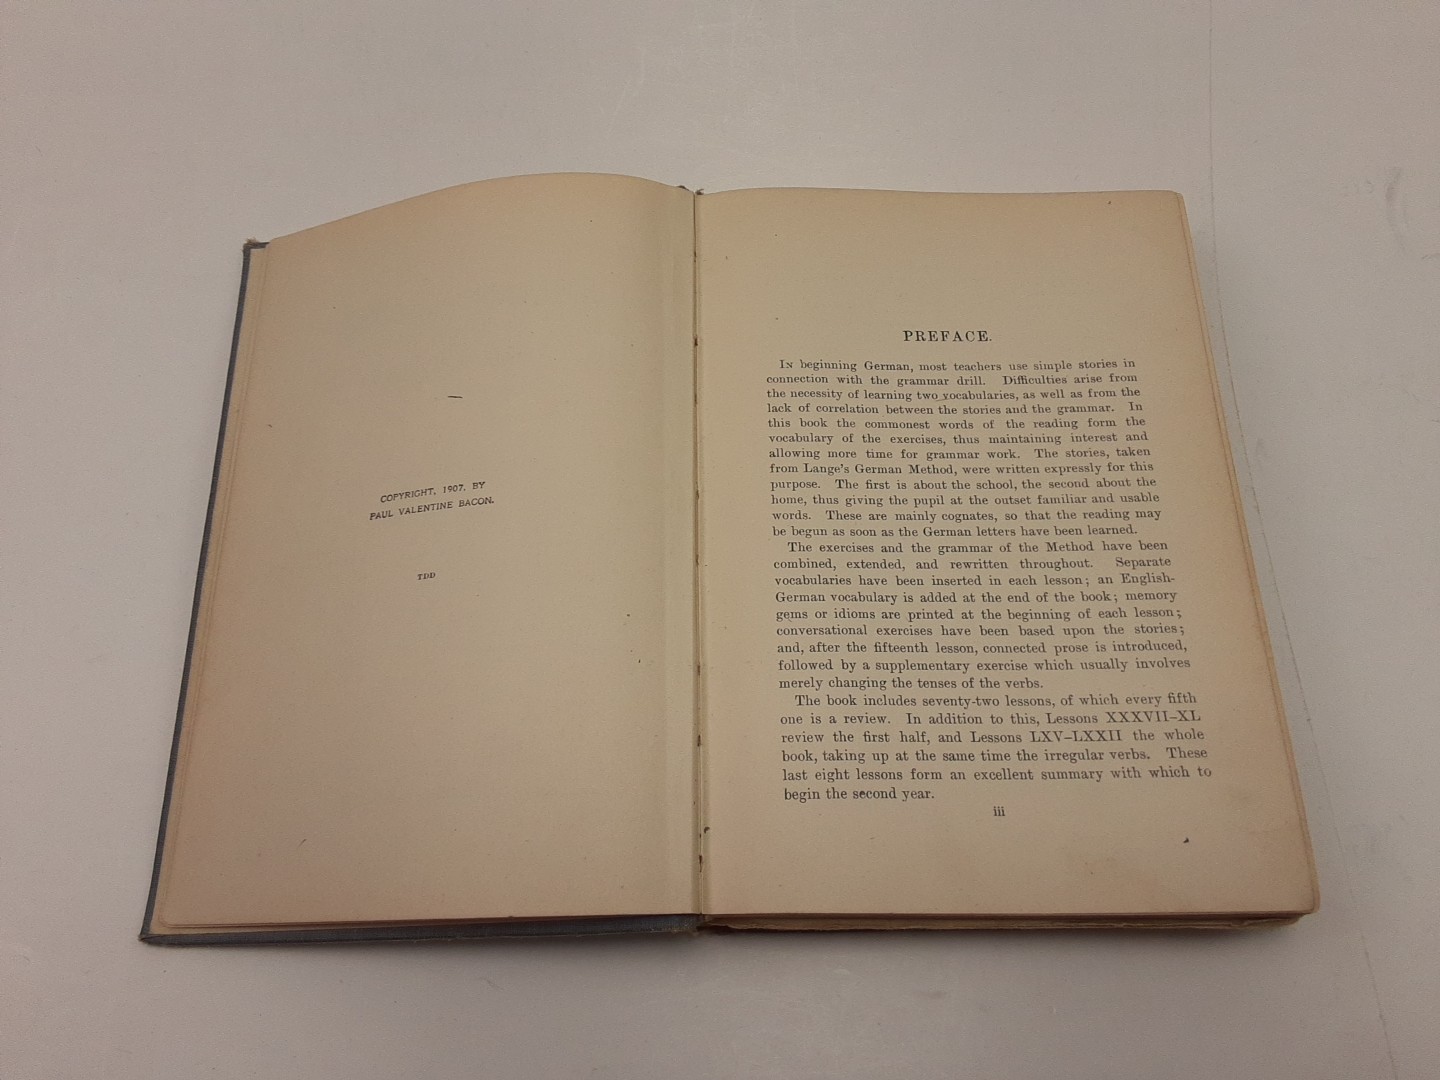 COPYRIGHT, 1907, BY
PAUL VALENTINE BACON.
TDD
PREFACE.
In beginning German, most teachers use simple stories in
connection with the grammar drill. Difficulties arise from
the necessity of learning two vocabularies, as well as from the
lack of correlation between the stories and the grammar. In
this book the commonest words of the reading form the
vocabulary of the exercises, thus maintaining interest and
allowing more time for grammar work. The stories, taken
from Lange's German Method, were written expressly for this
purpose. The first is about the school, the second about the
home, thus giving the pupil at the outset familiar and usable
words. These are mainly cognates, so that the reading may
be begun as soon as the German letters have been learned.
The exercises and the grammar of the Method have been
combined, extended, and rewritten throughout. Separate
vocabularies have been inserted in each lesson; an English-
German vocabulary is added at the end of the book; memory
gems or idioms are printed at the beginning of each lesson;
conversational exercises have been based upon the stories;
and, after the fifteenth lesson, connected prose is introduced,
followed by a supplementary exercise which usually involves
merely changing the tenses of the verbs.
The book includes seventy-two lessons, of which every fifth
one is a review. In addition to this, Lessons XXXVII–XL
review the first half, and Lessons LXV–LXXII the whole
book, taking up at the same time the irregular verbs. These
last eight lessons form an excellent summary with which to
begin the second year.
iii